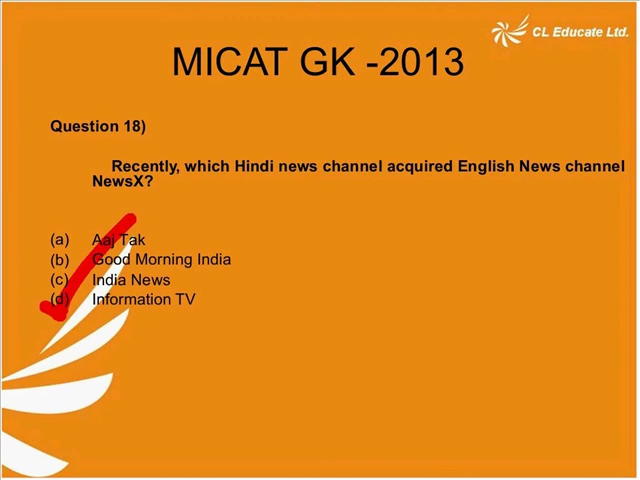 CL Educate Ltd.
MICAT GK -2013
Question 18)
Recently, which Hindi news channel acquired English News channel
NewsX?
(a) Aaj Tak
(b) Good Morning India
(c) India News
(d) Information TV